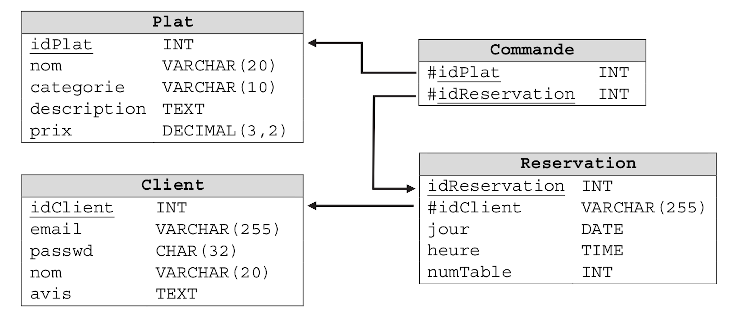 Plat
idPlat INT
nom VARCHAR(20)
categorie VARCHAR(10)
description TEXT
prix DECIMAL(3,2)
Commande
#idPlat INT
#idReservation INT
Client
idClient INT
email VARCHAR(255)
passwd CHAR(32)
nom VARCHAR(20)
avis TEXT
Reservation
idReservation INT
#idClient VARCHAR(255)
jour DATE
heure TIME
numTable INT